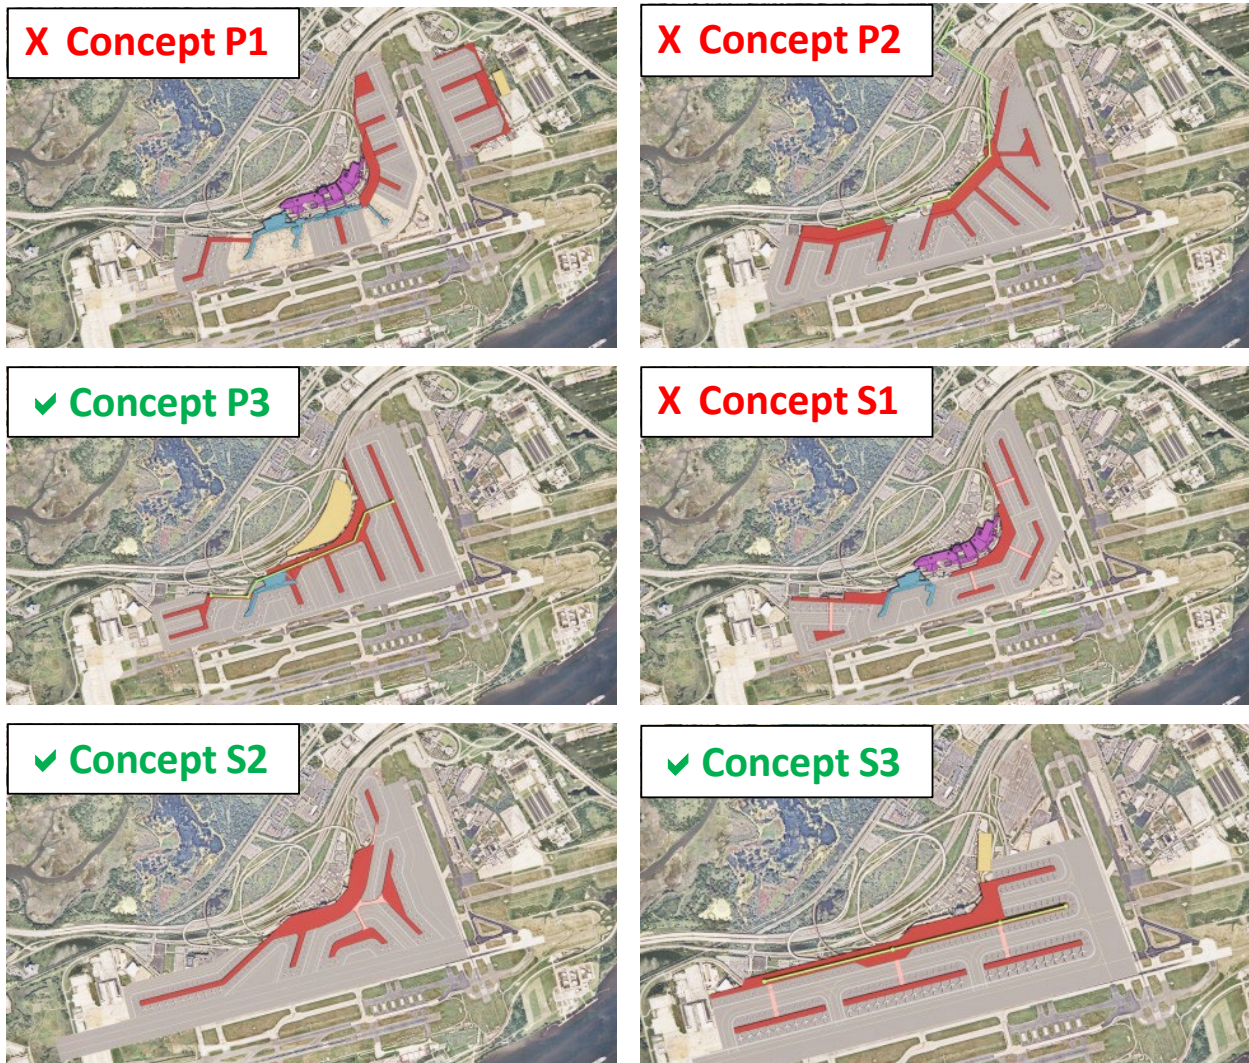 X Concept P1
X Concept P2
✓ Concept P3
X Concept S1
✓ Concept S2
✓ Concept S3